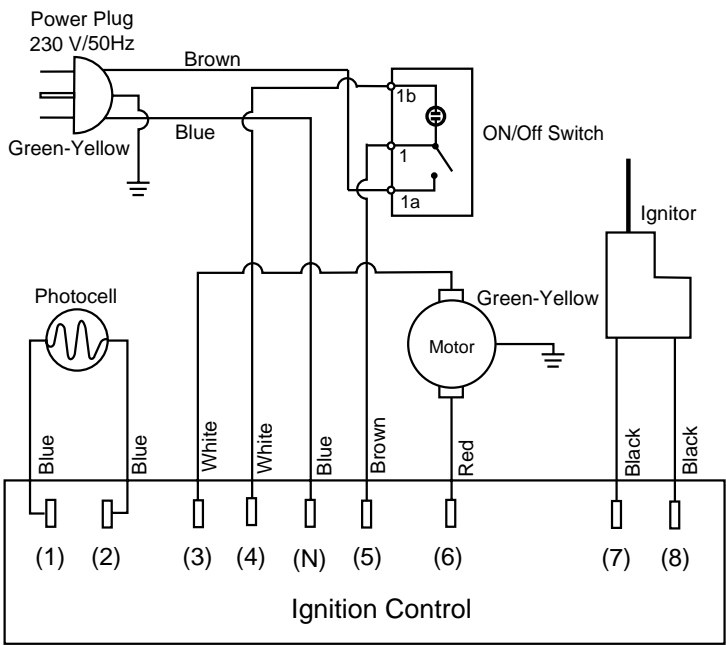 Power Plug
230 V/50Hz
Brown
1b
Blue
ON/Off Switch
1
Green-Yellow
1a
Ignitor
Photocell
Green-Yellow
Motor
Blue
Blue
White
White
Blue
Brown
Red
Black
Black
(1) (2) (3) (4) (N) (5) (6) (7) (8)
Ignition Control